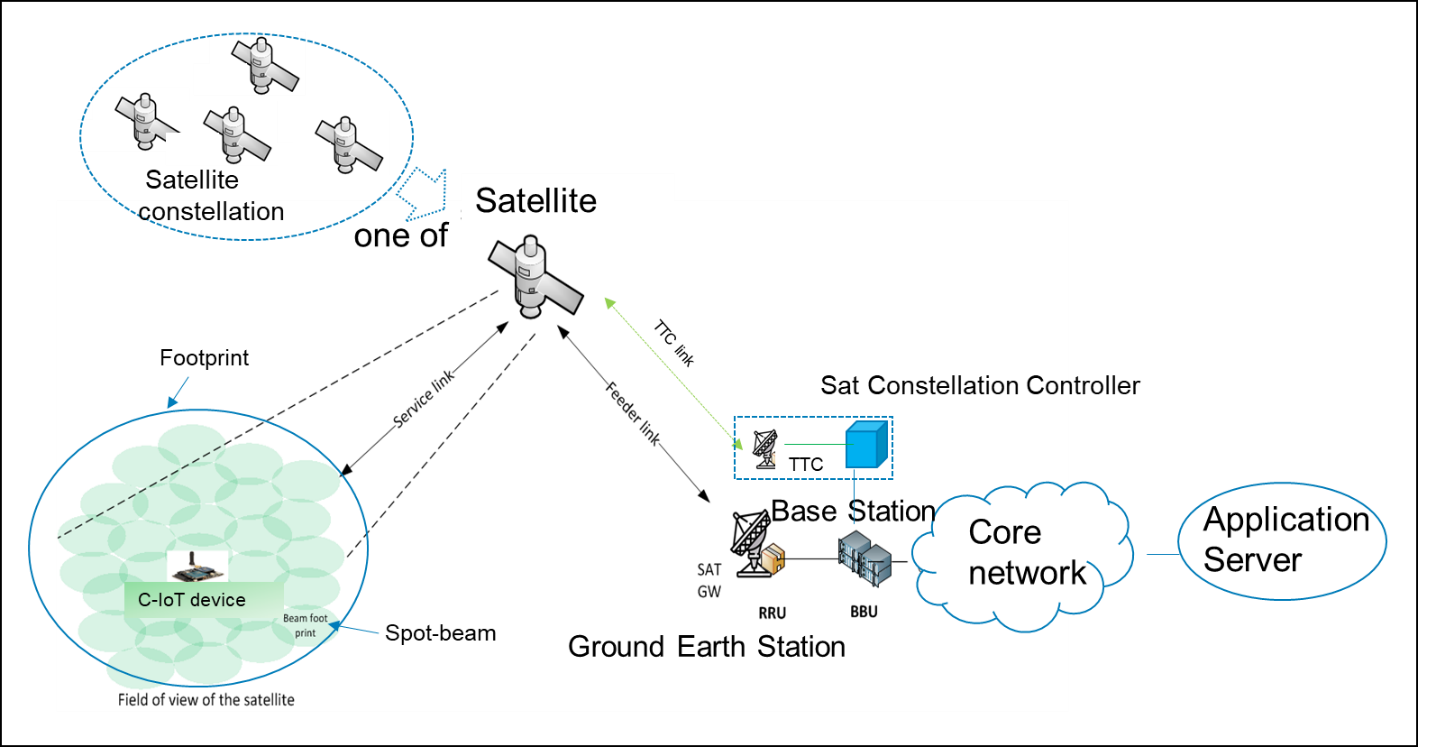 Satellite
constellation
Satellite
one of
TTC link
Footprint
Service link
Feeder link
Sat Constellation Controller
TTC
Base Station
Core
network
Application
Server
SAT
GW
RRU
BBU
C-IoT device
Beam foot
print
Spot-beam
Ground Earth Station
Field of view of the satellite